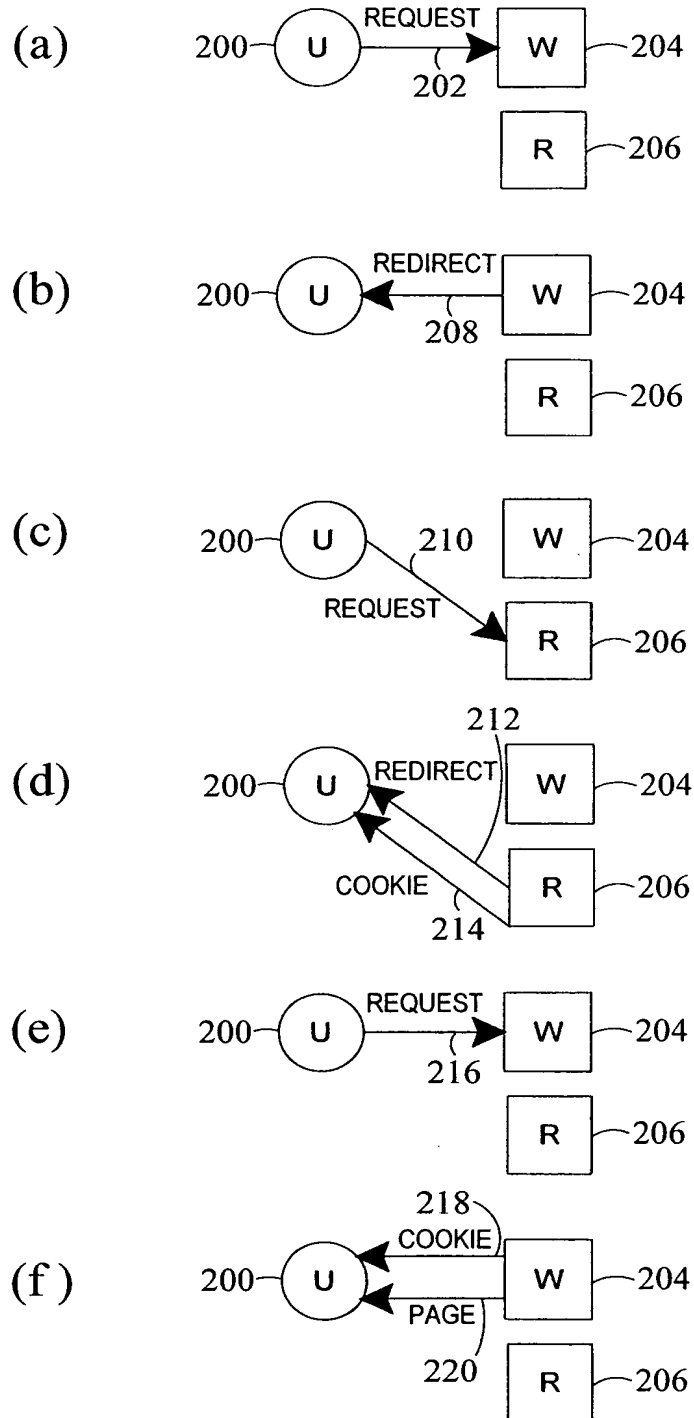 (a)
REQUEST
200 U W 204
202
R 206
(b)
REDIRECT
200 U W 204
208
R 206
(c)
200 U 210 W 204
REQUEST
R 206
212
(d)
200 U REDIRECT W 204
COOKIE R 206
214
(e)
REQUEST
200 U W 204
216
R 206
218
(f)
COOKIE
200 U W 204
PAGE
220
R 206